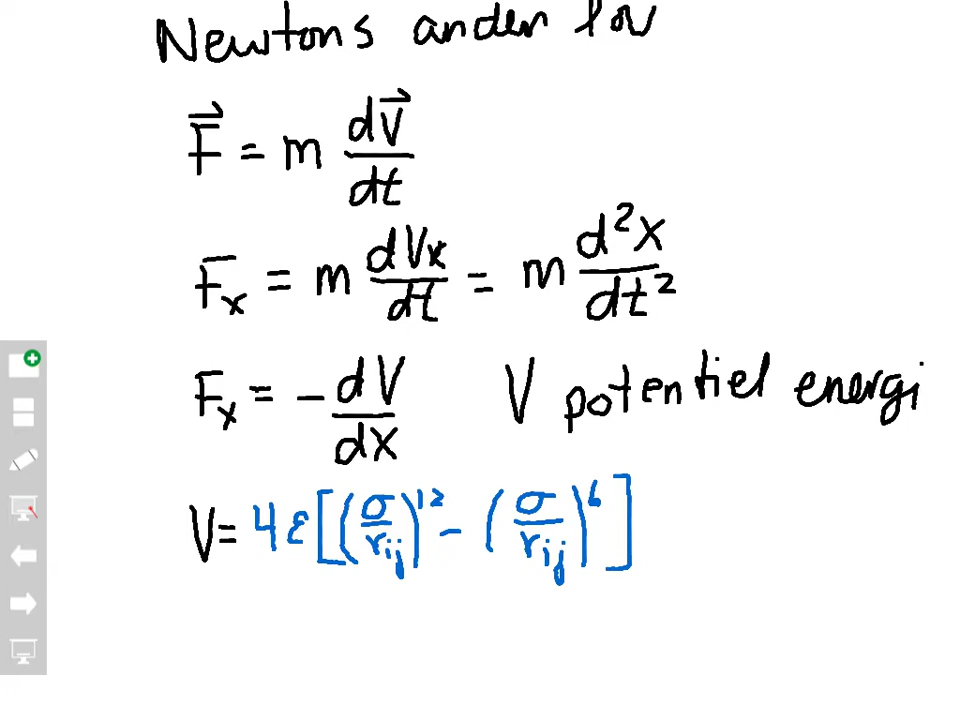 Newtons anden lov
F⃗ = m dv⃗/dt
Fx = m dVx/dt = m d²x/dt²
Fx = - dV/dx V potentiel energi
V = 4ε[(σ/rij)¹² - (σ/rij)⁶]